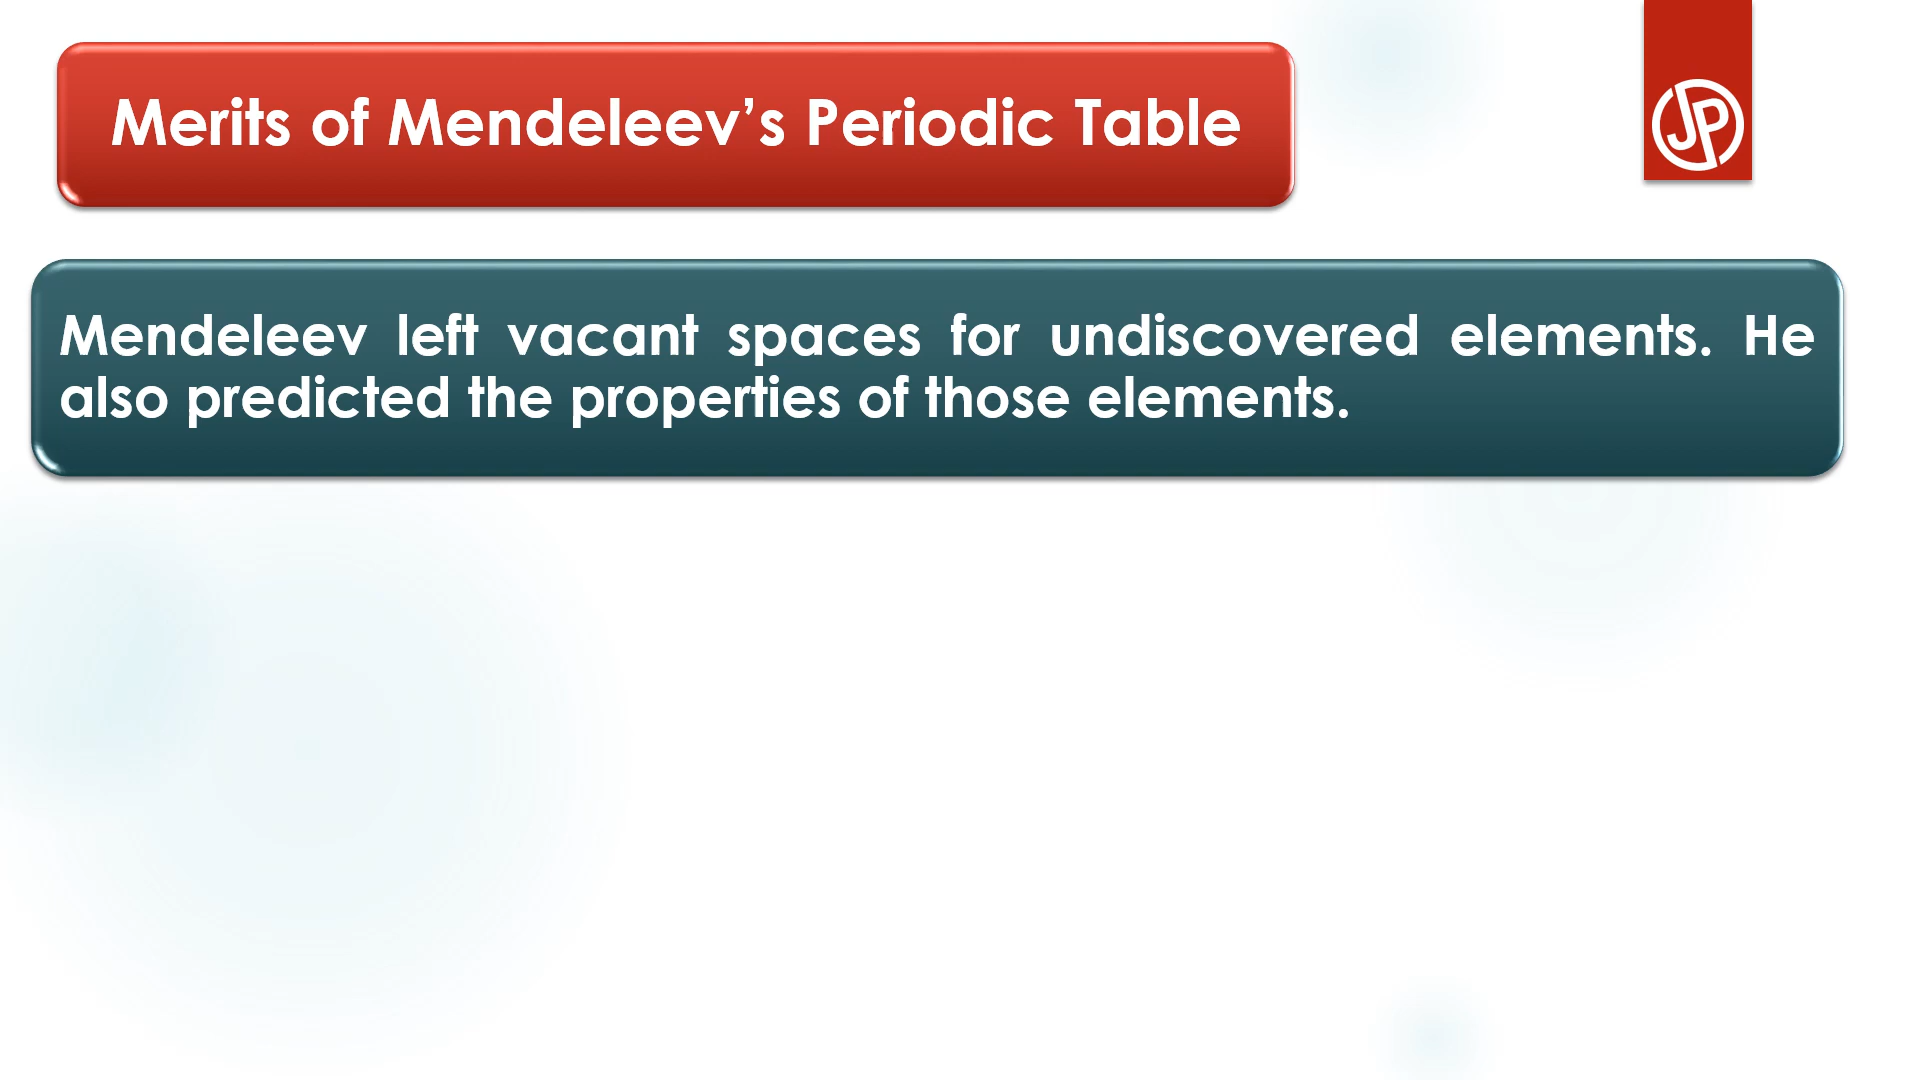 Merits of Mendeleev’s Periodic Table
JP
Mendeleev left vacant spaces for undiscovered elements. He
also predicted the properties of those elements.